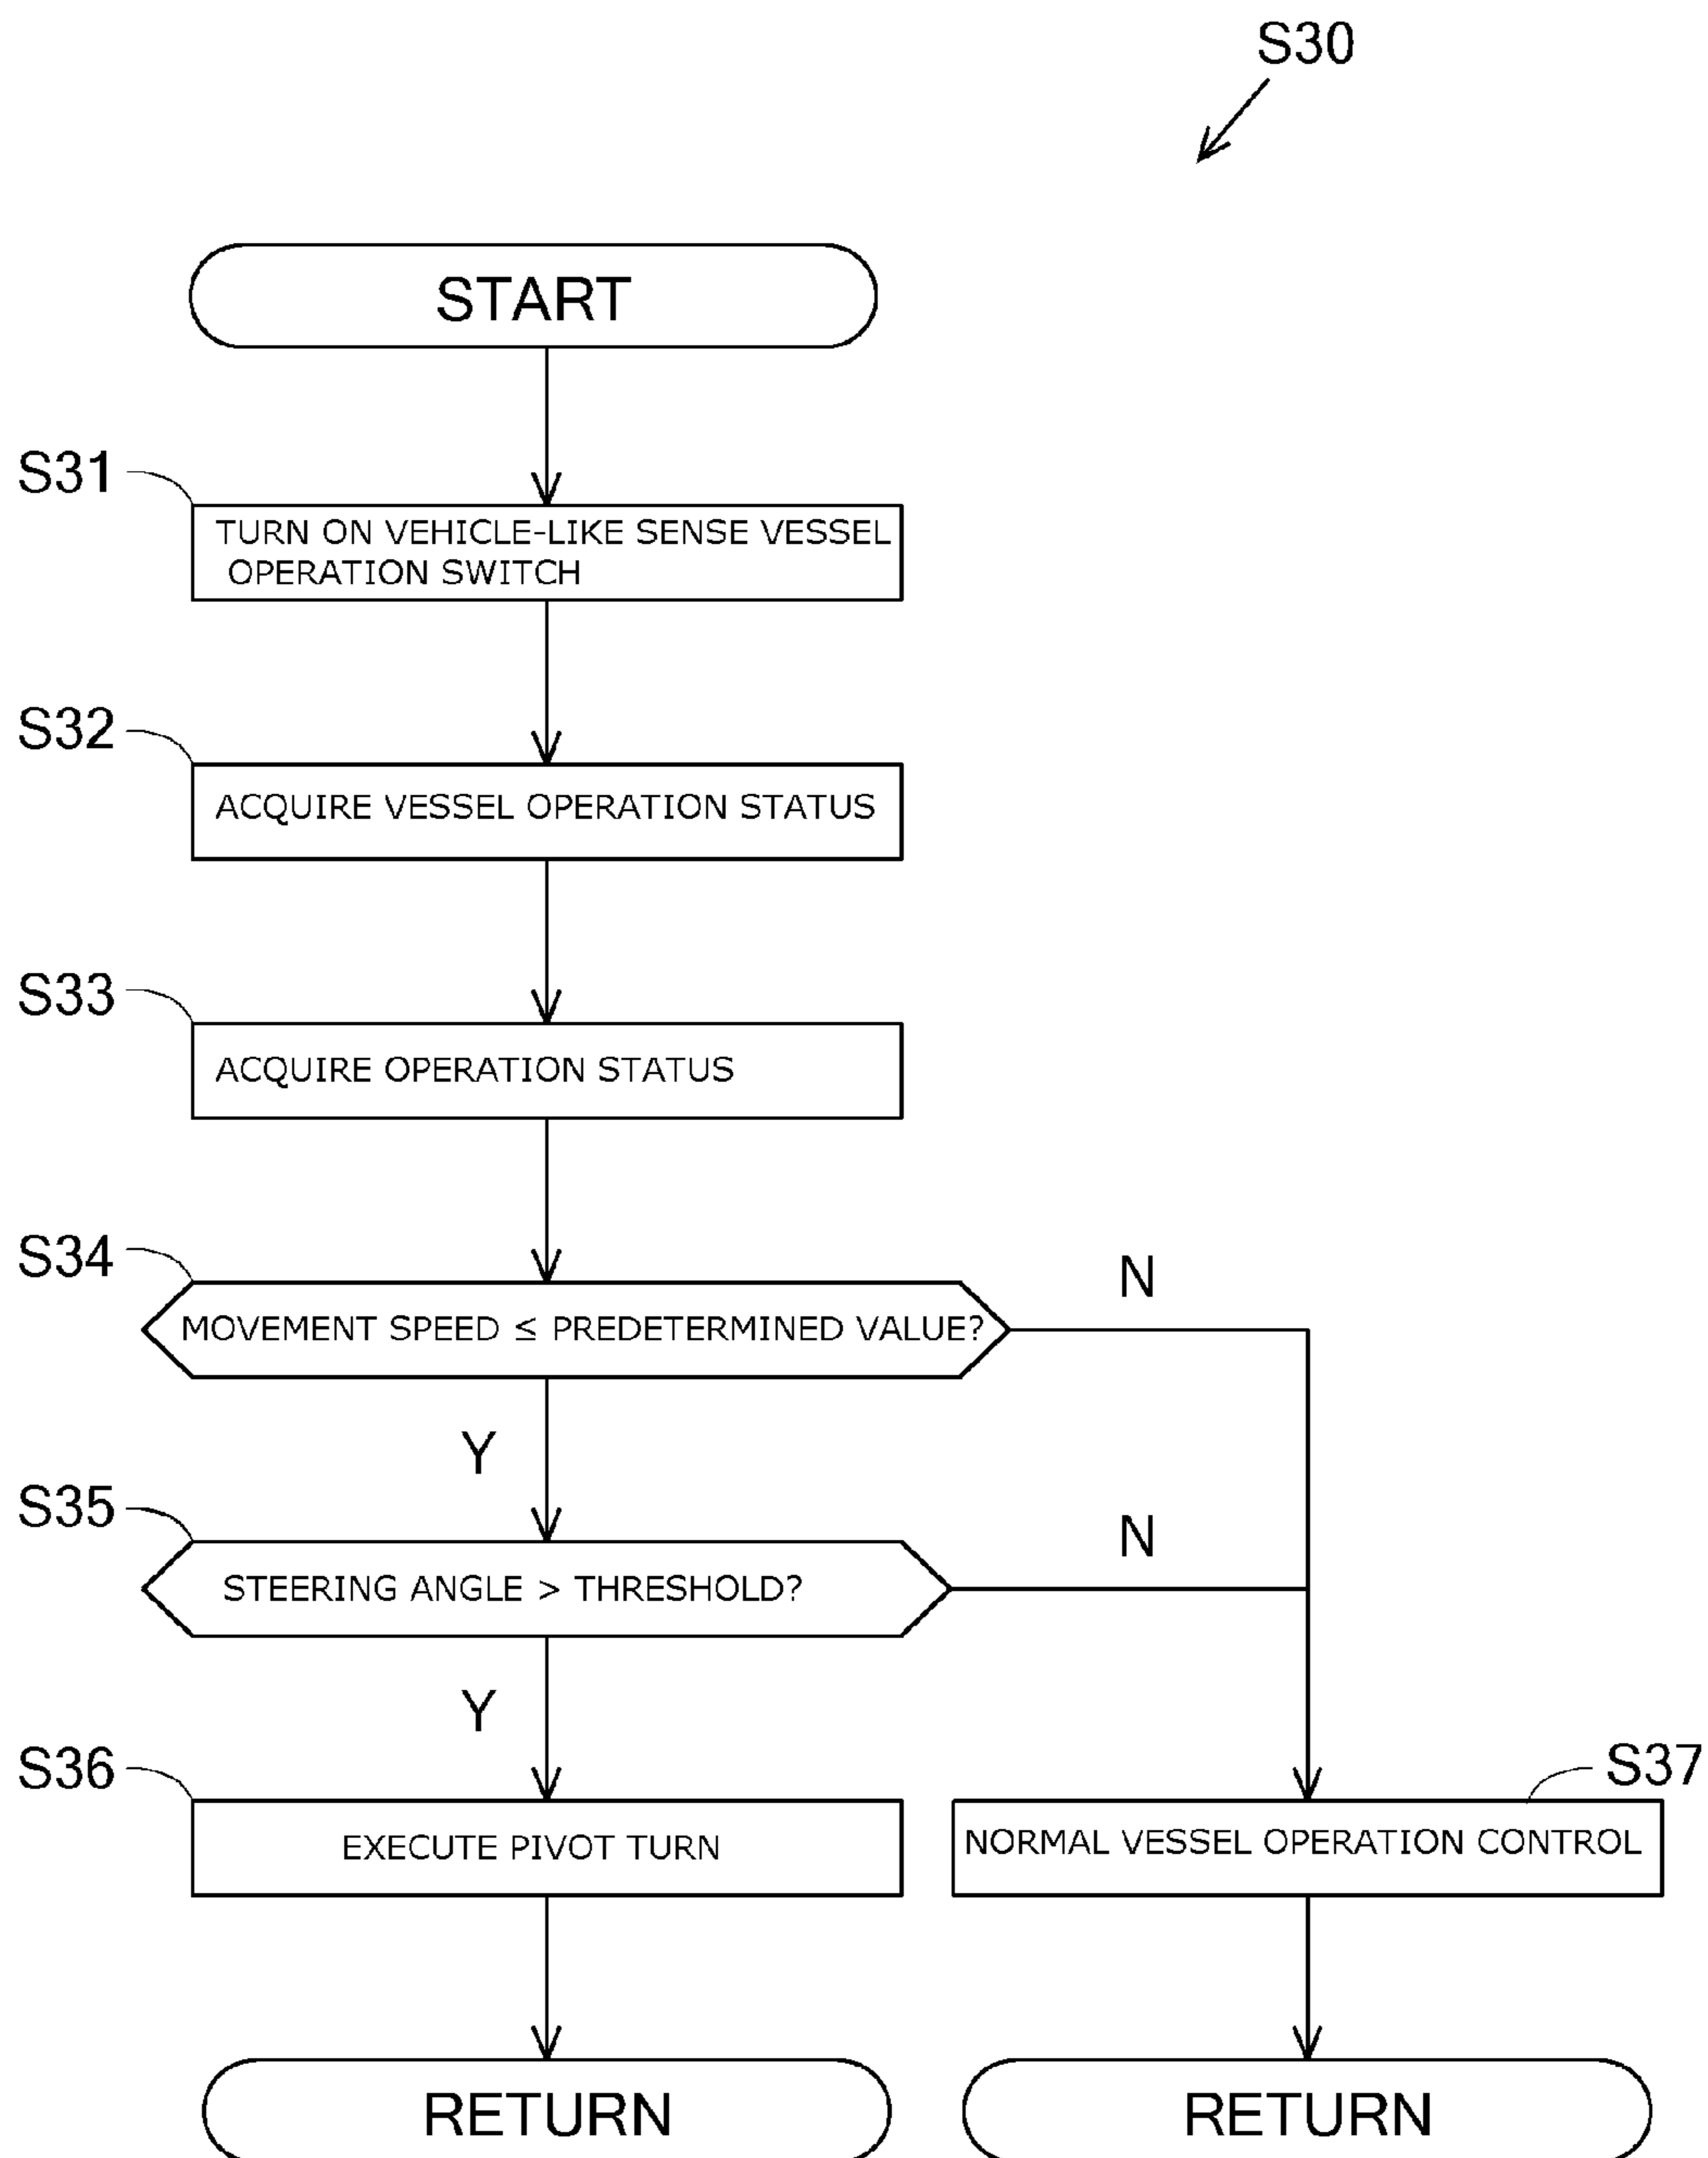 S30
START
S31
TURN ON VEHICLE-LIKE SENSE VESSEL
OPERATION SWITCH
S32
ACQUIRE VESSEL OPERATION STATUS
S33
ACQUIRE OPERATION STATUS
S34
MOVEMENT SPEED ≤ PREDETERMINED VALUE?
N
Y
S35
STEERING ANGLE > THRESHOLD?
N
Y
S36
EXECUTE PIVOT TURN
S37
NORMAL VESSEL OPERATION CONTROL
RETURN
RETURN